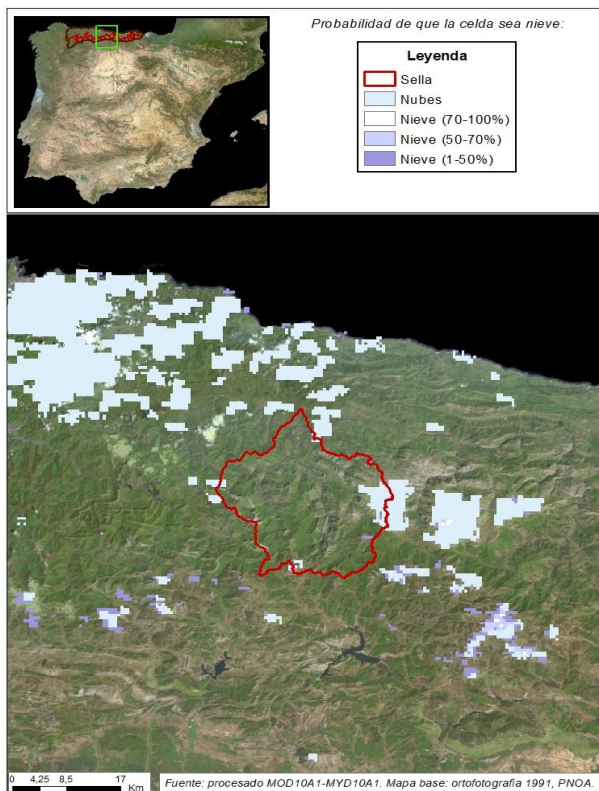 Probabilidad de que la celda sea nieve:
Leyenda
Sella
Nubes
Nieve (70-100%)
Nieve (50-70%)
Nieve (1-50%)
0 4,25 8,5 17
Km
Fuente: procesado MOD10A1-MYD10A1. Mapa base: ortofotografía 1991, PNOA.